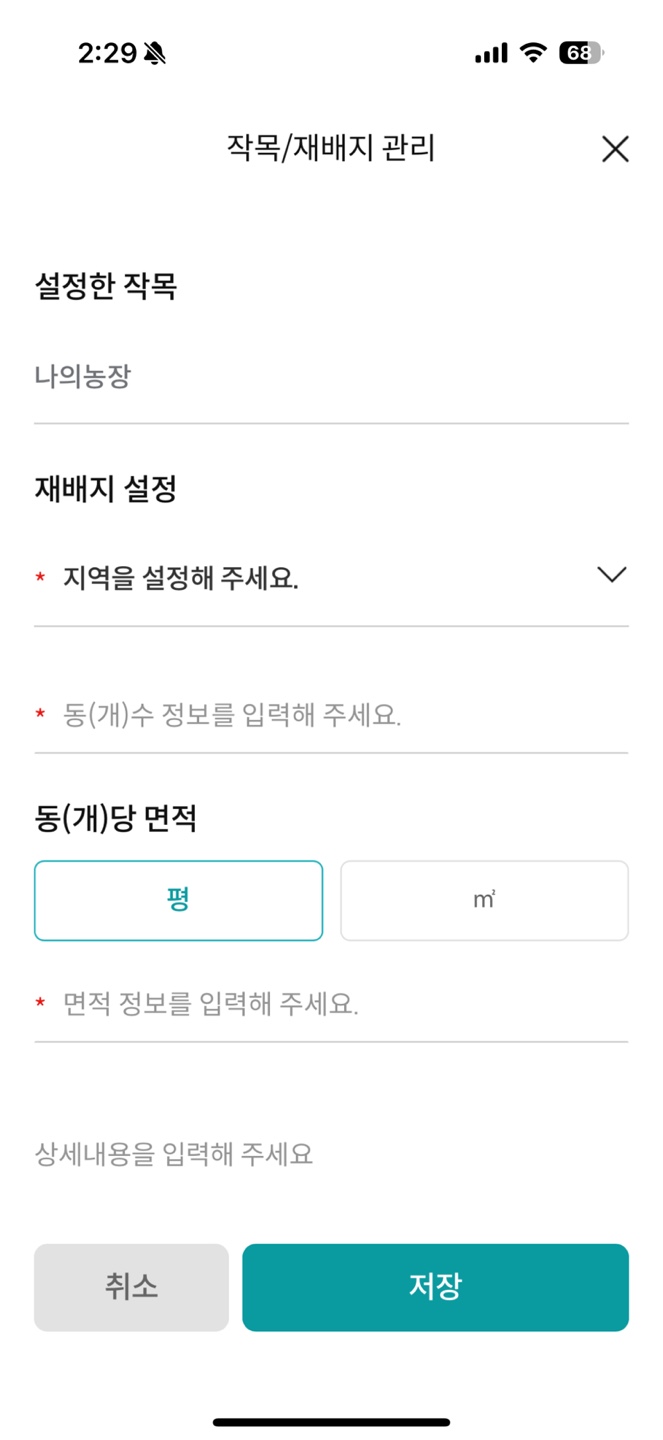 2:29
68
작목/재배지 관리
설정한 작목
나의농장
재배지 설정
* 지역을 설정해 주세요.
* 동(개)수 정보를 입력해 주세요.
동(개)당 면적
평
㎡
* 면적 정보를 입력해 주세요.
상세내용을 입력해 주세요
취소
저장